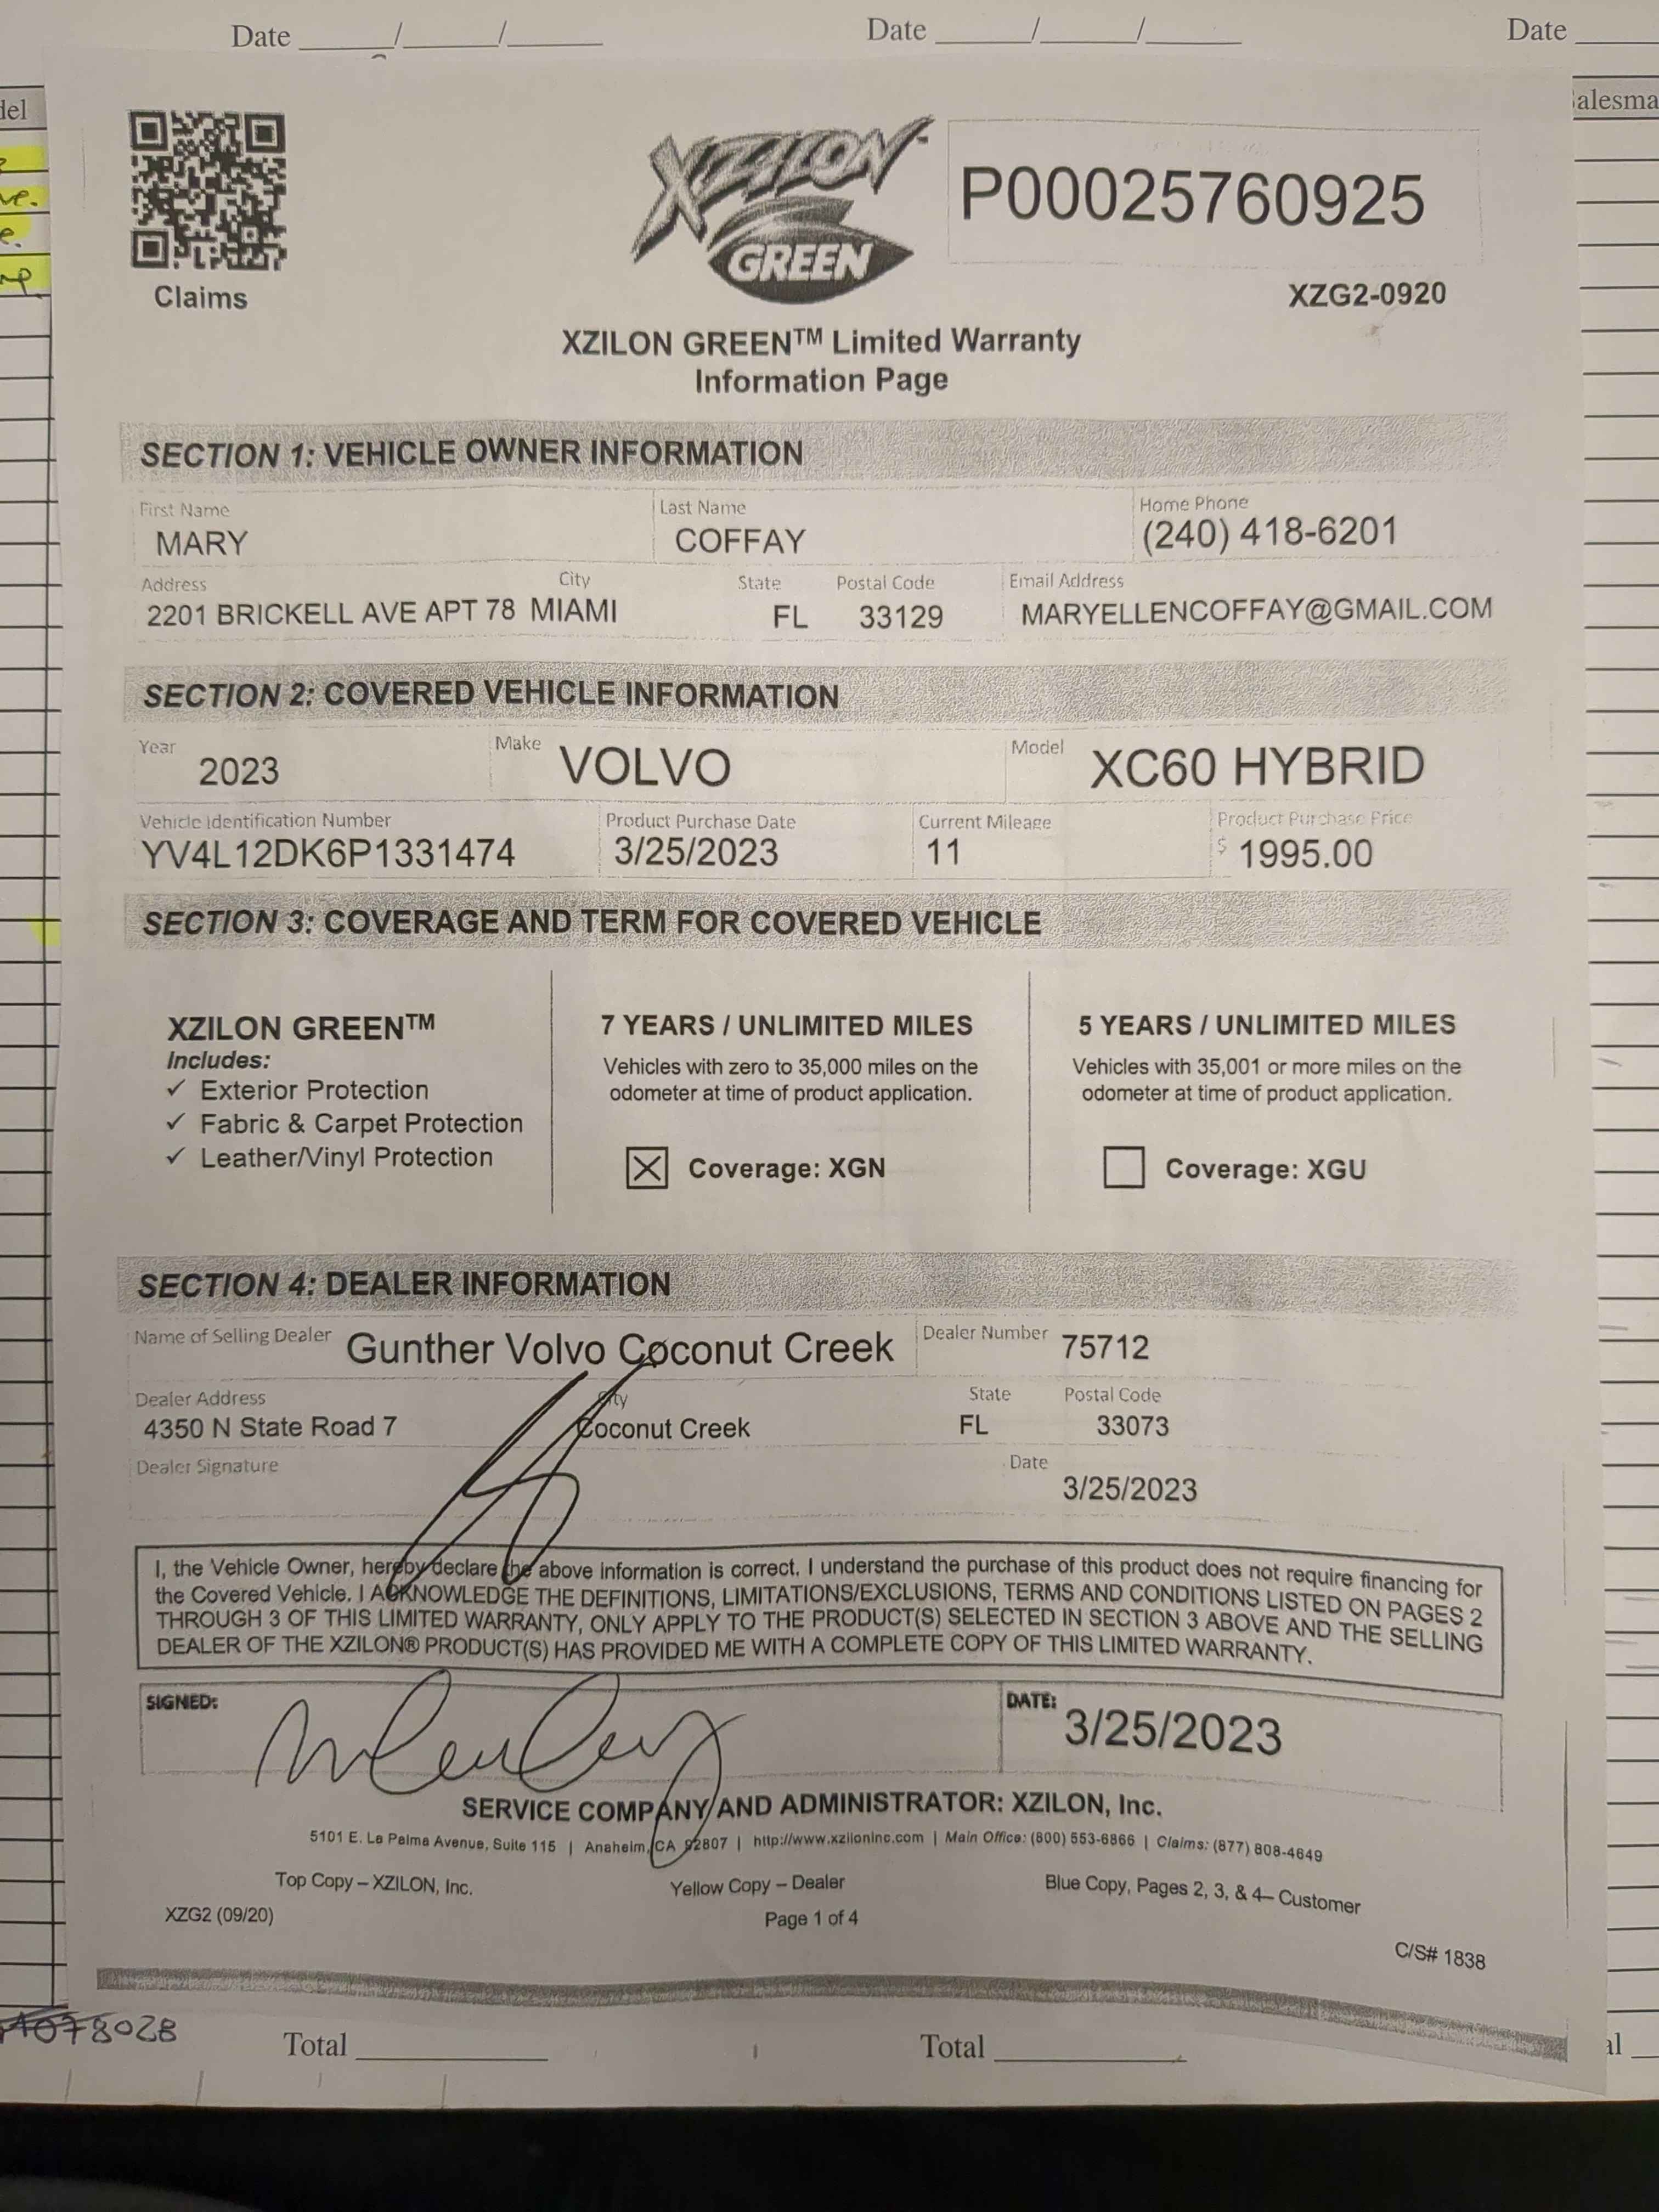 Date ____/____/____ Date ____/____/____ Date
del
alesma
XZILON
GREEN
P00025760925
Claims
XZG2-0920
XZILON GREEN™ Limited Warranty
Information Page
SECTION 1: VEHICLE OWNER INFORMATION
First Name Last Name Home Phone
MARY COFFAY (240) 418-6201
Address City State Postal Code Email Address
2201 BRICKELL AVE APT 78 MIAMI FL 33129 MARYELLENCOFFAY@GMAIL.COM
SECTION 2: COVERED VEHICLE INFORMATION
Year 2023 Make VOLVO Model XC60 HYBRID
Vehicle Identification Number Product Purchase Date Current Mileage Product Purchase Price
YV4L12DK6P1331474 3/25/2023 11 $ 1995.00
SECTION 3: COVERAGE AND TERM FOR COVERED VEHICLE
XZILON GREEN™
Includes:
✓ Exterior Protection
✓ Fabric & Carpet Protection
✓ Leather/Vinyl Protection
7 YEARS / UNLIMITED MILES
Vehicles with zero to 35,000 miles on the
odometer at time of product application.
☒ Coverage: XGN
5 YEARS / UNLIMITED MILES
Vehicles with 35,001 or more miles on the
odometer at time of product application.
☐ Coverage: XGU
SECTION 4: DEALER INFORMATION
Name of Selling Dealer Gunther Volvo Coconut Creek Dealer Number 75712
Dealer Address City State Postal Code
4350 N State Road 7 Coconut Creek FL 33073
Dealer Signature Date
3/25/2023
I, the Vehicle Owner, hereby declare the above information is correct. I understand the purchase of this product does not require financing for
the Covered Vehicle. I ACKNOWLEDGE THE DEFINITIONS, LIMITATIONS/EXCLUSIONS, TERMS AND CONDITIONS LISTED ON PAGES 2
THROUGH 3 OF THIS LIMITED WARRANTY, ONLY APPLY TO THE PRODUCT(S) SELECTED IN SECTION 3 ABOVE AND THE SELLING
DEALER OF THE XZILON® PRODUCT(S) HAS PROVIDED ME WITH A COMPLETE COPY OF THIS LIMITED WARRANTY.
SIGNED: DATE: 3/25/2023
SERVICE COMPANY AND ADMINISTRATOR: XZILON, Inc.
5101 E. La Palma Avenue, Suite 115 | Anaheim, CA 92807 | http://www.xziloninc.com | Main Office: (800) 553-6866 | Claims: (877) 808-4649
Top Copy – XZILON, Inc. Yellow Copy – Dealer Blue Copy, Pages 2, 3, & 4– Customer
XZG2 (09/20) Page 1 of 4
C/S# 1838
Total ____ Total ____ al